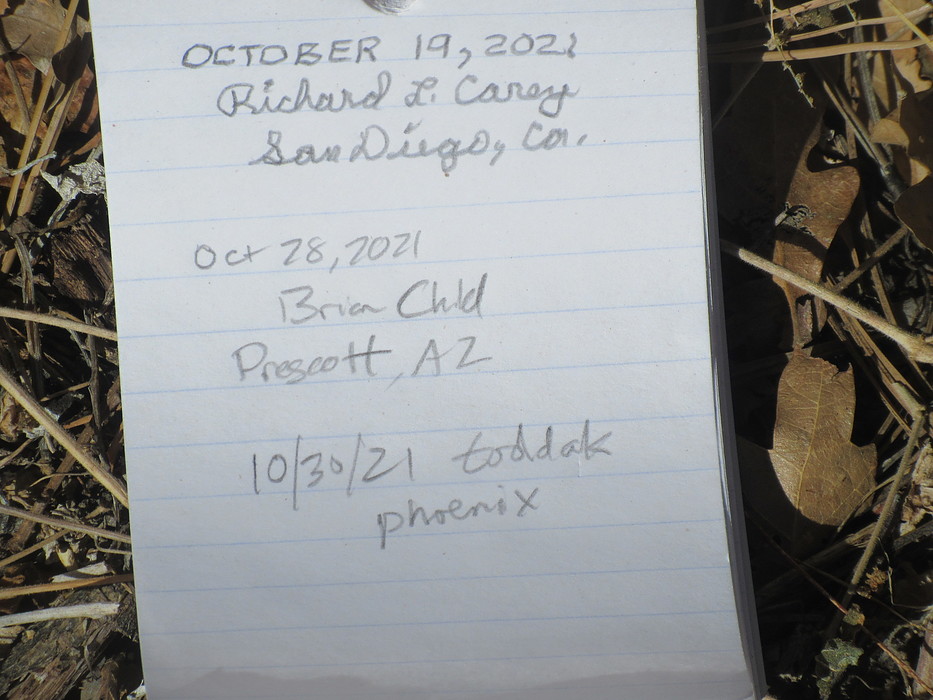 OCTOBER 19, 2021
Richard L. Carey
San Diego, Ca.
Oct 28, 2021
Brian Child
Prescott, AZ
10/30/21 toddak
phoenix